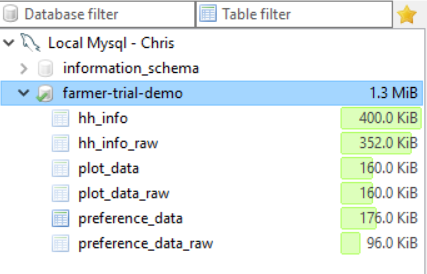 Database filter Table filter
Local Mysql - Chris
information_schema
farmer-trial-demo 1.3 MiB
hh_info 400.0 KiB
hh_info_raw 352.0 KiB
plot_data 160.0 KiB
plot_data_raw 160.0 KiB
preference_data 176.0 KiB
preference_data_raw 96.0 KiB